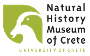 Natural
History
Museum
of Crete
UNIVERSITY OF CRETE